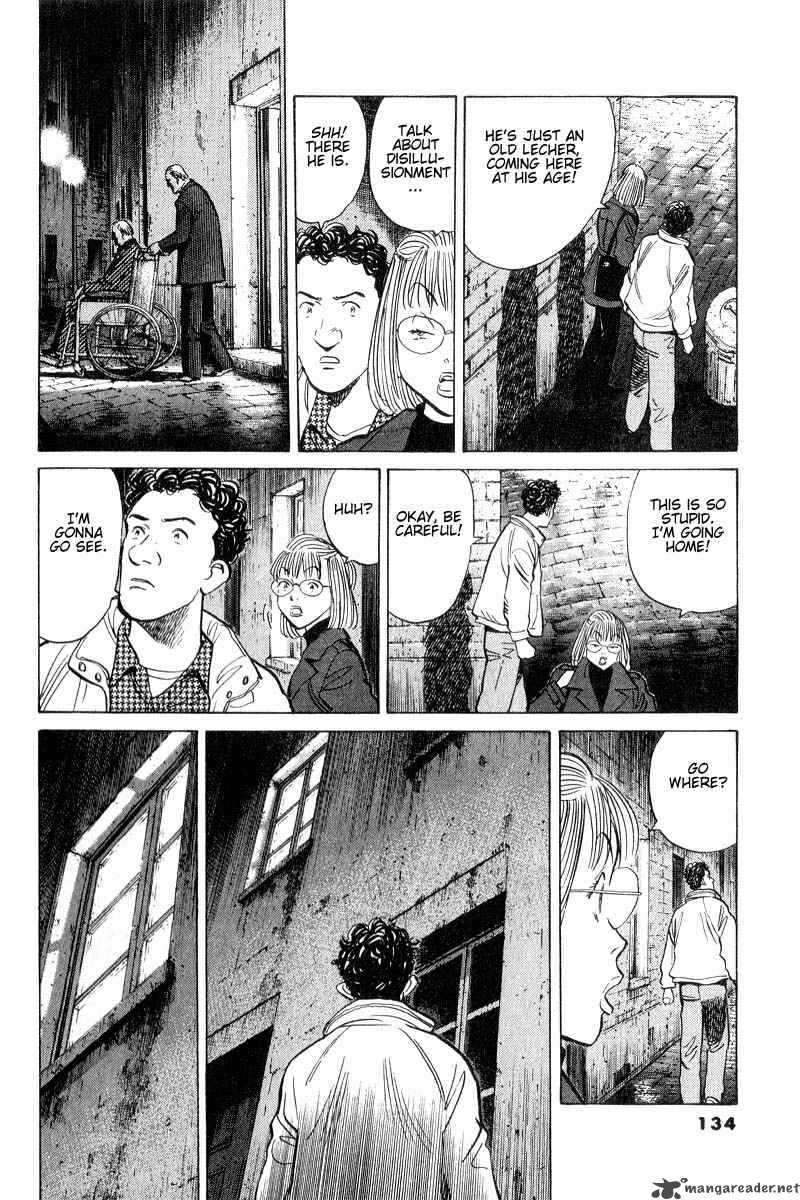 HE'S JUST AN
OLD LECHER,
COMING HERE
AT HIS AGE!
TALK
ABOUT
DISILLU-
SIONMENT
...
SHH!
THERE
HE IS.
THIS IS SO
STUPID.
I'M GOING
HOME!
OKAY, BE
CAREFUL!
HUH?
I'M
GONNA
GO SEE.
GO
WHERE?
134
mangareader.net